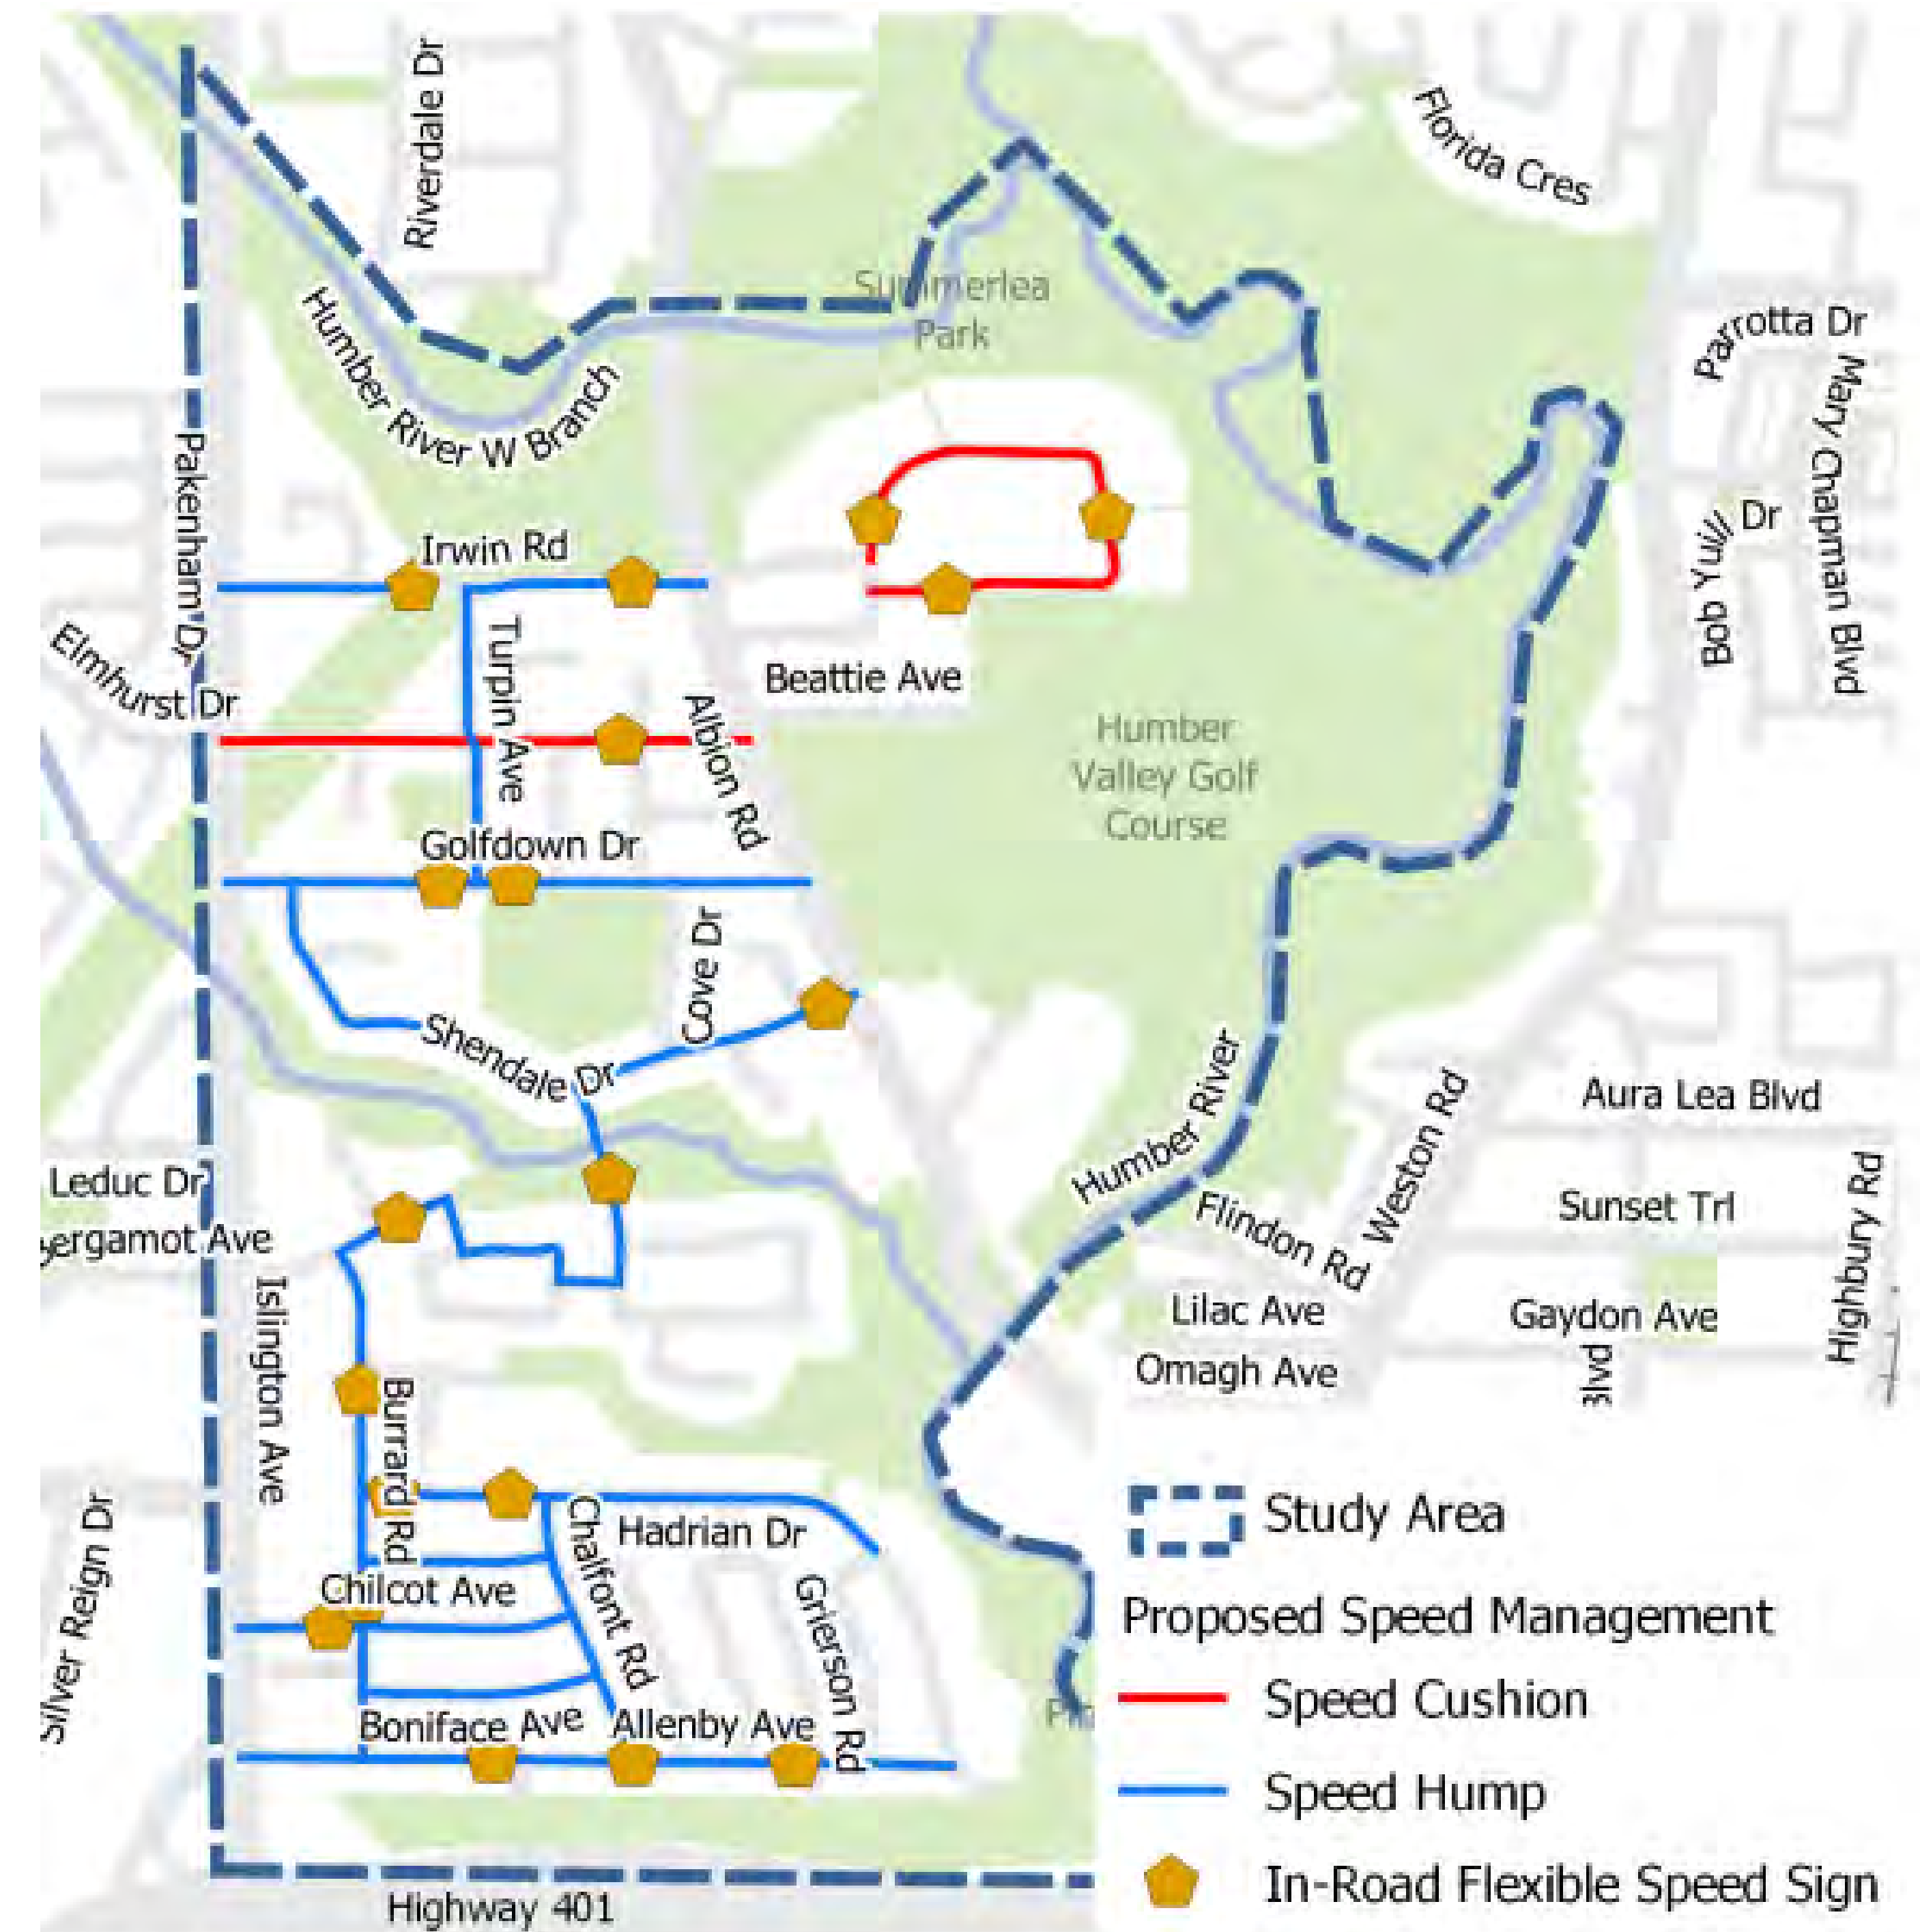 Riverdale Dr
Florida Cres
Summerlea
Park
Humber River W Branch
Parrotta Dr
Mary Chapman Blvd
Bob Yuill Dr
Pakenham Dr
Irwin Rd
Elmhurst Dr
Turpin Ave
Albion Rd
Beattie Ave
Humber
Valley Golf
Course
Golfdown Dr
Cove Dr
Shendale Dr
Humber River
Weston Rd
Aura Lea Blvd
Leduc Dr
ergamot Ave
Flindon Rd
Sunset Trl
Highbury Rd
Islington Ave
Lilac Ave
Gaydon Ave
Omagh Ave
Blvd
Burrard Rd
Silver Reign Dr
Chalfont Rd
Hadrian Dr
Chilcot Ave
Grierson Rd
Boniface Ave
Allenby Ave
Highway 401
Study Area
Proposed Speed Management
Speed Cushion
Speed Hump
In-Road Flexible Speed Sign